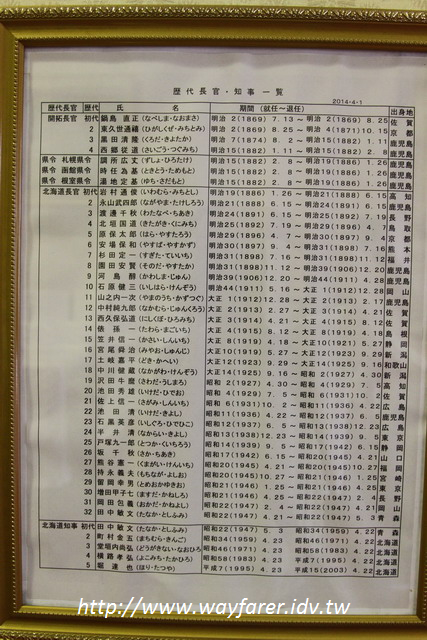 歴代長官・知事一覧
2014-4-1
歴代長官 歴代 氏 名 期間（就任～退任） 出身地
開拓長官 初代 鍋島 直正 (なべしま・なおまさ) 明治 2(1869) 7.13～ 明治 2(1869) 8.25 佐賀
2 東久世通禧 (ひがしくぜ・みちとみ) 明治 2(1869) 8.25 ～ 明治 4(1871)10.15 京都
3 黒田清隆 (くろだ・きよたか) 明治15(1882) 1.11 鹿児島
4 西郷従道 (さいごう・つぐみち) 明治15(1882) 1.11 ～ 明治15(1882) 2. 8 鹿児島
県令 札幌県令 調所広丈 (ずしょ・ひろたけ) 明治15(1882) 2. 8 ～ 明治19(1886) 1.26 鹿児島
県令 函館県令 時任為基 (ときとう・ためもと) 明治15(1882) 2. 8 ～ 明治19(1886) 1.26 鹿児島
県令 根室県令 湯地定基 (ゆち・さだもと) 明治15(1882) 2. 8 ～ 明治19(1886) 1.26 鹿児島
北海道長官 初代 岩村通俊 (いわむら・みちとし) 明治19(1886) 1.26 ～ 明治21(1888) 6.15 高知
2 永山武四郎 (ながやま・たけしろう) 明治21(1888) 6.15 ～ 明治24(1891) 6.15 鹿児島
3 渡邊千秋 (わたなべ・ちあき) 明治24(1891) 6.15 ～ 明治25(1892) 7.19 長野
4 北垣国道 (きたがき・くにみち) 明治25(1892) 7.19 ～ 明治29(1896) 4. 7 鳥取
5 原保太郎 (はら・やすたろう) 明治29(1896) 4. 7 ～ 明治30(1897) 9. 4 京都
6 安場保和 (やすば・やすかず) 明治30(1897) 9. 4 ～ 明治31(1898) 7.16 熊本
7 杉田定一 (すぎた・ていいち) 明治31(1898) 7.16 ～ 明治31(1898)11.12 福井
8 園田安賢 (そのだ・やすたか) 明治31(1898)11.12 ～ 明治39(1906)12.20 鹿児島
9 河島 醇 (かわしま・じゅん) 明治39(1906)12.20 ～ 明治44(1911) 4.28 鹿児島
10 石原健三 (いしはら・けんぞう) 明治44(1911) 5.16 ～ 大正 1(1912)12.28 岡山
11 山之内一次 (やまのうち・かずつぐ) 大正 1(1912)12.28 ～ 大正 2(1913) 2.17 鹿児島
12 中村純九郎 (なかむら・じゅんくろう) 大正 2(1913) 2.27 ～ 大正 3(1914) 4.21 佐賀
13 西久保弘道 (にしくぼ・ひろみち) 大正 3(1914) 4.21 ～ 大正 4(1915) 8.12 佐賀
14 俵 孫一 (たわら・まごいち) 大正 4(1915) 8.12 ～ 大正 8(1919) 4.18 島根
15 笠井信一 (かさい・しんいち) 大正 8(1919) 4.18 ～ 大正10(1921) 5.27 静岡
16 宮尾舜治 (みやお・しゅんじ) 大正10(1921) 5.27 ～ 大正12(1923) 9.29 新潟
17 土岐嘉平 (どき・かへい) 大正12(1923) 9.29 ～ 大正14(1925) 9.16 和歌山
18 中川健蔵 (なかがわ・けんぞう) 大正14(1925) 9.16 ～ 昭和 2(1927) 4.30 新潟
19 沢田牛麿 (さわだ・うしまろ) 昭和 2(1927) 4.30 ～ 昭和 4(1929) 7. 5 高知
20 池田秀雄 (いけだ・ひでお) 昭和 4(1929) 7. 5 ～ 昭和 6(1931)10. 2 佐賀
21 佐上信一 (さがみ・しんいち) 昭和 6(1931)10. 2 ～ 昭和11(1936) 4.22 広島
22 池田 清 (いけだ・きよし) 昭和11(1936) 4.22 ～ 昭和12(1937) 6. 5 鹿児島
23 石黒英彦 (いしぐろ・ひでひこ) 昭和12(1937) 6. 5 ～ 昭和13(1938)12.23 広島
24 半井 清 (なからい・きよし) 昭和13(1938)12.23 ～ 昭和14(1939) 9. 5 東京
25 戸塚九一郎 (とつか・くいちろう) 昭和14(1939) 9. 5 ～ 昭和17(1942) 6.15 静岡
26 坂 千秋 (さか・ちあき) 昭和17(1942) 6.15 ～ 昭和20(1945) 4.21 山口
27 熊谷憲一 (くまがい・けんいち) 昭和20(1945) 4.21 ～ 昭和20(1945)10.27 福岡
28 持永義夫 (もちなが・よしお) 昭和20(1945)10.27 ～ 昭和21(1946) 1.25 宮崎
29 留岡幸男 (とめおか・ゆきお) 昭和21(1946) 1.25 ～ 昭和21(1946) 4.25 東京
30 増田甲子七 (ますだ・かねしち) 昭和21(1946) 4.25 ～ 昭和22(1947) 2. 4 長野
31 岡田包義 (おかだ・かねよし) 昭和22(1947) 2. 4 ～ 昭和22(1947) 4.21 岡山
32 田中敏文 (たなか・としふみ) 昭和22(1947) 4.21 ～ 昭和22(1947) 5. 3 青森
北海道知事 初代 田中敏文 (たなか・としふみ) 昭和22(1947) 5. 3 昭和34(1959) 4.22 青森
2 町村金五 (まちむら・きんご) 昭和34(1959) 4.23 昭和46(1971) 4.22 北海道
3 堂垣内尚弘 (どうがきない・なおひろ) 昭和46(1971) 4.23 昭和58(1983) 4.22 北海道
4 横路孝弘 (よこみち・たかひろ) 昭和58(1983) 4.23 平成7(1995) 4.22 北海道
5 堀 達也 (ほり・たつや) 平成7(1995) 4.23 平成15(2003) 4.22 北海道
http://www.wayfarer.idv.tw